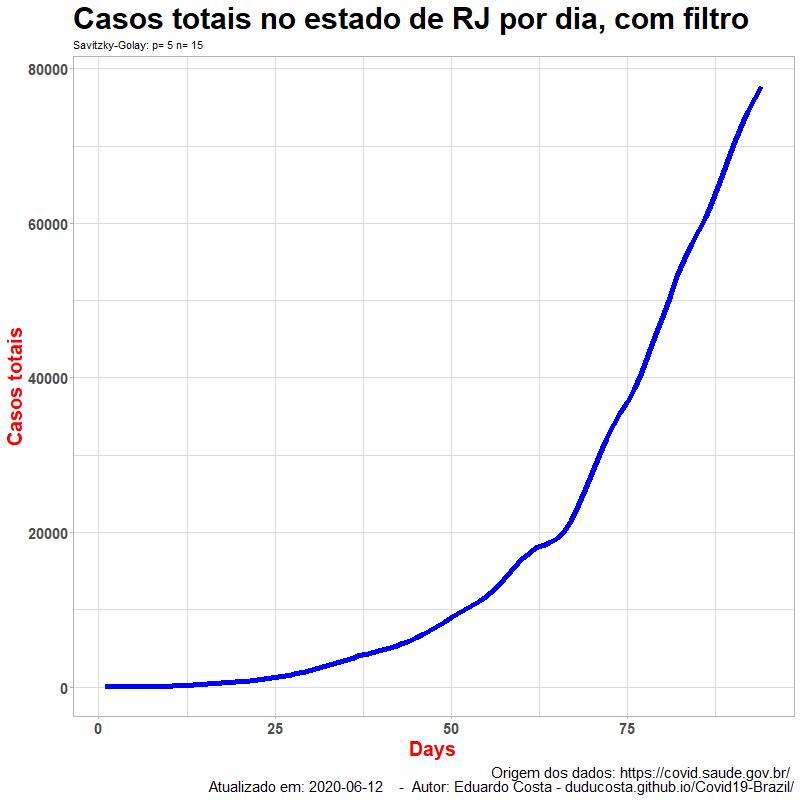 Casos totais no estado de RJ por dia, com filtro
Savitzky-Golay: p= 5 n= 15
80000
60000
40000
20000
0
Casos totais
0 25 50 75
Days
Origem dos dados: https://covid.saude.gov.br/
Atualizado em: 2020-06-12 - Autor: Eduardo Costa - duducosta.github.io/Covid19-Brazil/